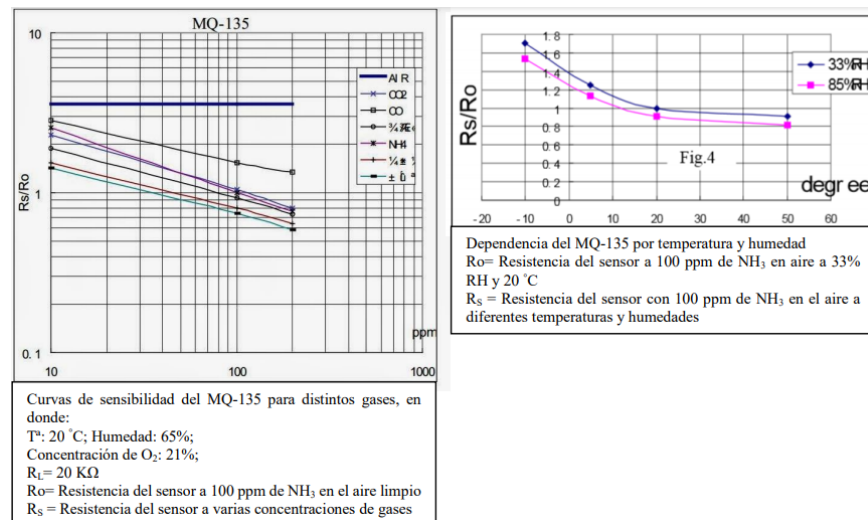 MQ-135
10
1
0. 1
Rs/Ro
AIR
CO2
CO
NH4
ppm
10
100
1000
Curvas de sensibilidad del MQ-135 para distintos gases, en
donde:
Tª: 20 ˚C; Humedad: 65%;
Concentración de O₂: 21%;
R_L= 20 KΩ
Ro= Resistencia del sensor a 100 ppm de NH₃ en el aire limpio
R_S = Resistencia del sensor a varias concentraciones de gases
Rs/Ro
1. 8
1. 6
1. 4
1. 2
1
0. 8
0. 6
0. 4
0. 2
0
33%RH
85%RH
Fig.4
degree
-20
-10
0
10
20
30
40
50
60
Dependencia del MQ-135 por temperatura y humedad
Ro= Resistencia del sensor a 100 ppm de NH₃ en aire a 33%
RH y 20 ˚C
R_S = Resistencia del sensor con 100 ppm de NH₃ en el aire a
diferentes temperaturas y humedades